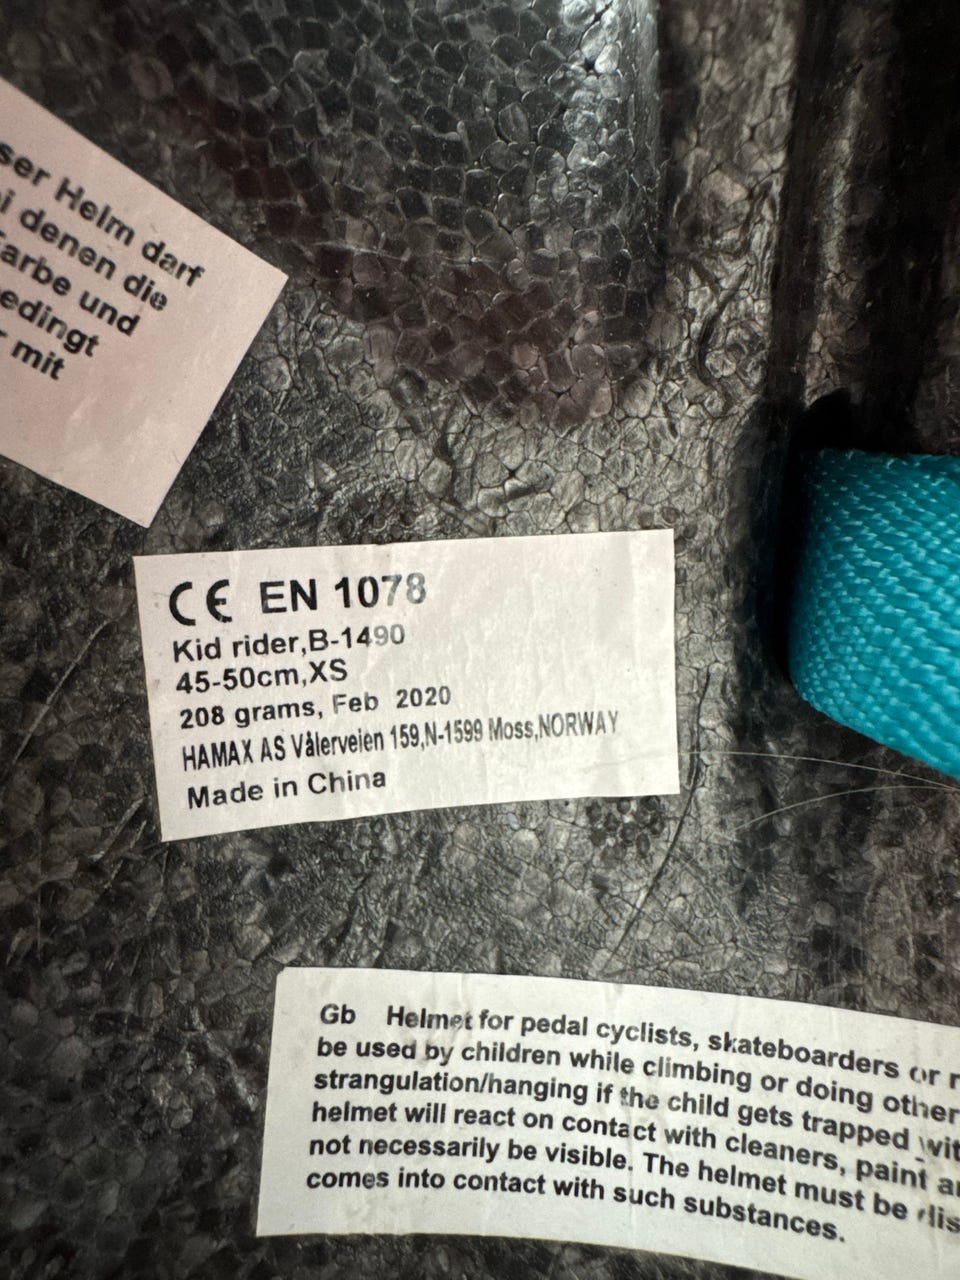 ser Helm darf
i denen die
arbe und
edingt
mit
CE EN 1078
Kid rider,B-1490
45-50cm,XS
208 grams, Feb 2020
HAMAX AS Vålerveien 159,N-1599 Moss,NORWAY
Made in China
Gb Helmet for pedal cyclists, skateboarders or r
be used by children while climbing or doing other
strangulation/hanging if the child gets trapped wit
helmet will react on contact with cleaners, paint a
not necessarily be visible. The helmet must be dis
comes into contact with such substances.